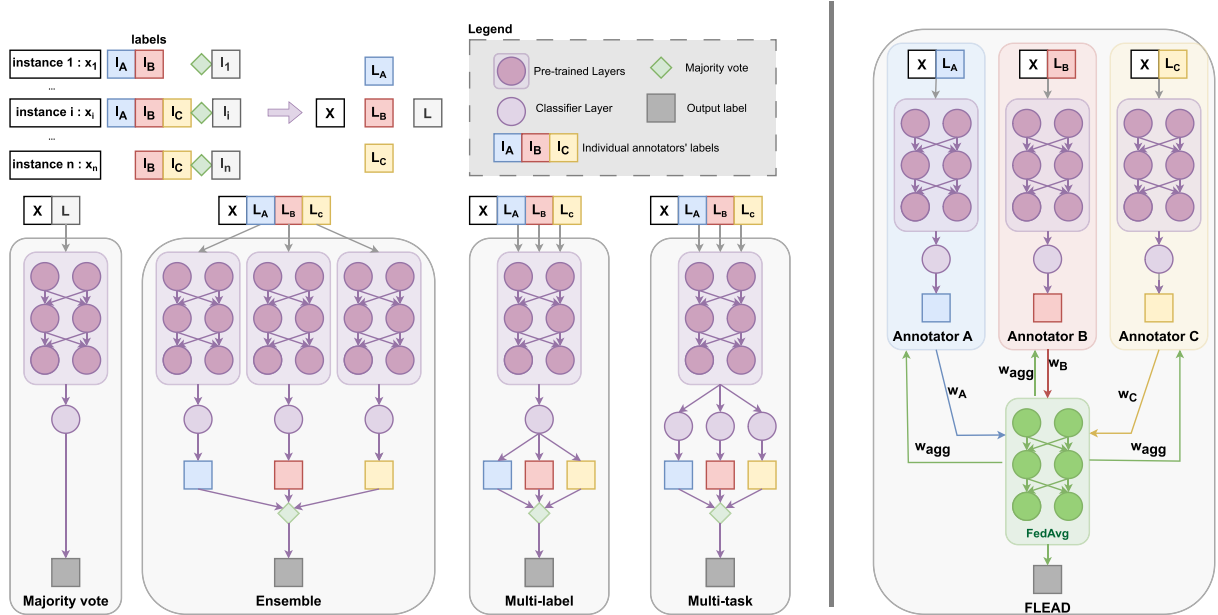 labels
instance 1 : x1 lA lB l1
...
instance i : xi lA lB lC li
...
instance n : xn lB lC ln
X LA LB LC L
Legend
Pre-trained Layers
Majority vote
Classifier Layer
Output label
lA lB lC Individual annotators' labels
X L
X LA LB Lc
X LA LB Lc
X LA LB Lc
Majority vote
Ensemble
Multi-label
Multi-task
X LA
X LB
X LC
Annotator A
Annotator B
Annotator C
wA
wagg
wB
wC
wagg
wagg
FedAvg
FLEAD